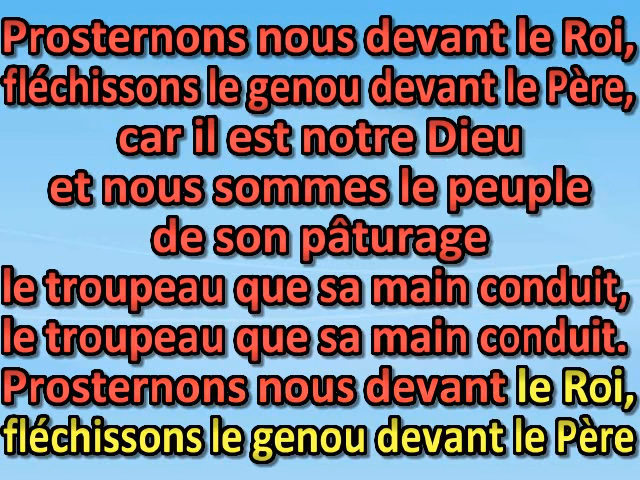 Prosternons nous devant le Roi,
fléchissons le genou devant le Père,
car il est notre Dieu
et nous sommes le peuple
de son pâturage
le troupeau que sa main conduit,
le troupeau que sa main conduit.
Prosternons nous devant le Roi,
fléchissons le genou devant le Père